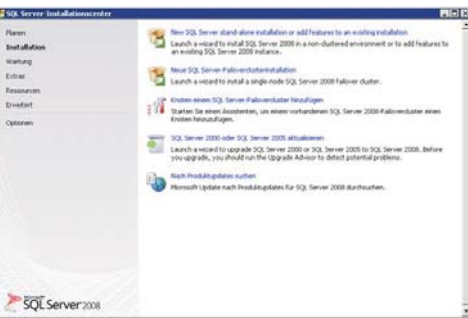 SQL Server-Installationscenter
Planen
Installation
Wartung
Extras
Ressourcen
Erweitert
Optionen
New SQL Server stand-alone installation or add features to an existing installation
Launch a wizard to install SQL Server 2008 in a non-clustered environment or to add features to
an existing SQL Server 2008 instance.
Neue SQL Server-Failoverclusterinstallation
Launch a wizard to install a single-node SQL Server 2008 failover cluster.
Knoten einem SQL Server-Failovercluster hinzufügen
Starten Sie einen Assistenten, um einem vorhandenen SQL Server 2008-Failovercluster einen
Knoten hinzuzufügen.
SQL Server 2000 oder SQL Server 2005 aktualisieren
Launch a wizard to upgrade SQL Server 2000 or SQL Server 2005 to SQL Server 2008. Before
you upgrade, you should run the Upgrade Advisor to detect potential problems.
Nach Produktupdates suchen
Microsoft Update nach Produktupdates für SQL Server 2008 durchsuchen.
Microsoft
SQL Server 2008